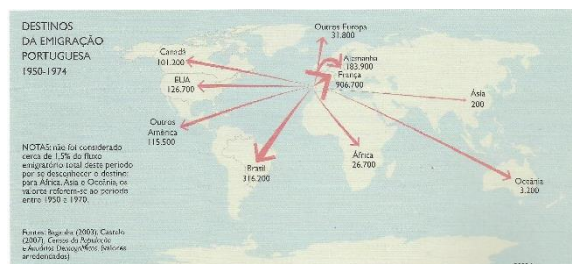 DESTINOS
DA EMIGRAÇÃO
PORTUGUESA
1950-1974
Outros Europa
31.800
Canadá
101.200
Alemanha
183.900
França
906.700
EUA
126.700
Ásia
200
Outros
América
115.500
NOTAS: não foi considerado
cerca de 1,5% do fluxo
emigratório total deste período
por se desconhecer o destino;
para África, Ásia e Oceânia, os
valores referem-se ao período
entre 1950 e 1970.
Brasil
316.200
África
26.700
Oceânia
3.200
Fontes: Baganha (2003), Castelo
(2007), Censos da População
e Anuários Demográficos (valores
arredondados)